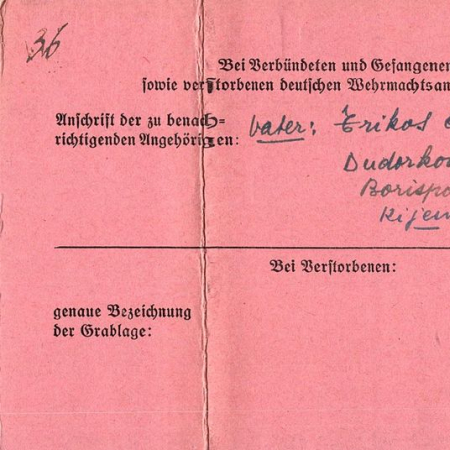 36
Bei Verbündeten und Gefangenen
sowie verstorbenen deutschen Wehrmachtsan
Anschrift der zu benach= Vater: Trikos
richtigenden Angehörigen:
Dudorko
Borispo
Kijew
Bei Verstorbenen:
genaue Bezeichnung
der Grablage: